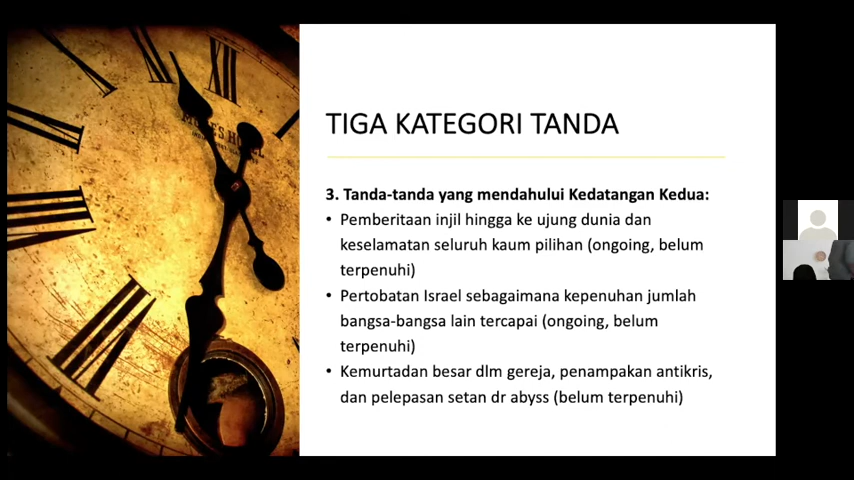 TIGA KATEGORI TANDA
3. Tanda-tanda yang mendahului Kedatangan Kedua:
• Pemberitaan injil hingga ke ujung dunia dan
keselamatan seluruh kaum pilihan (ongoing, belum
terpenuhi)
• Pertobatan Israel sebagaimana kepenuhan jumlah
bangsa-bangsa lain tercapai (ongoing, belum
terpenuhi)
• Kemurtadan besar dlm gereja, penampakan antikris,
dan pelepasan setan dr abyss (belum terpenuhi)